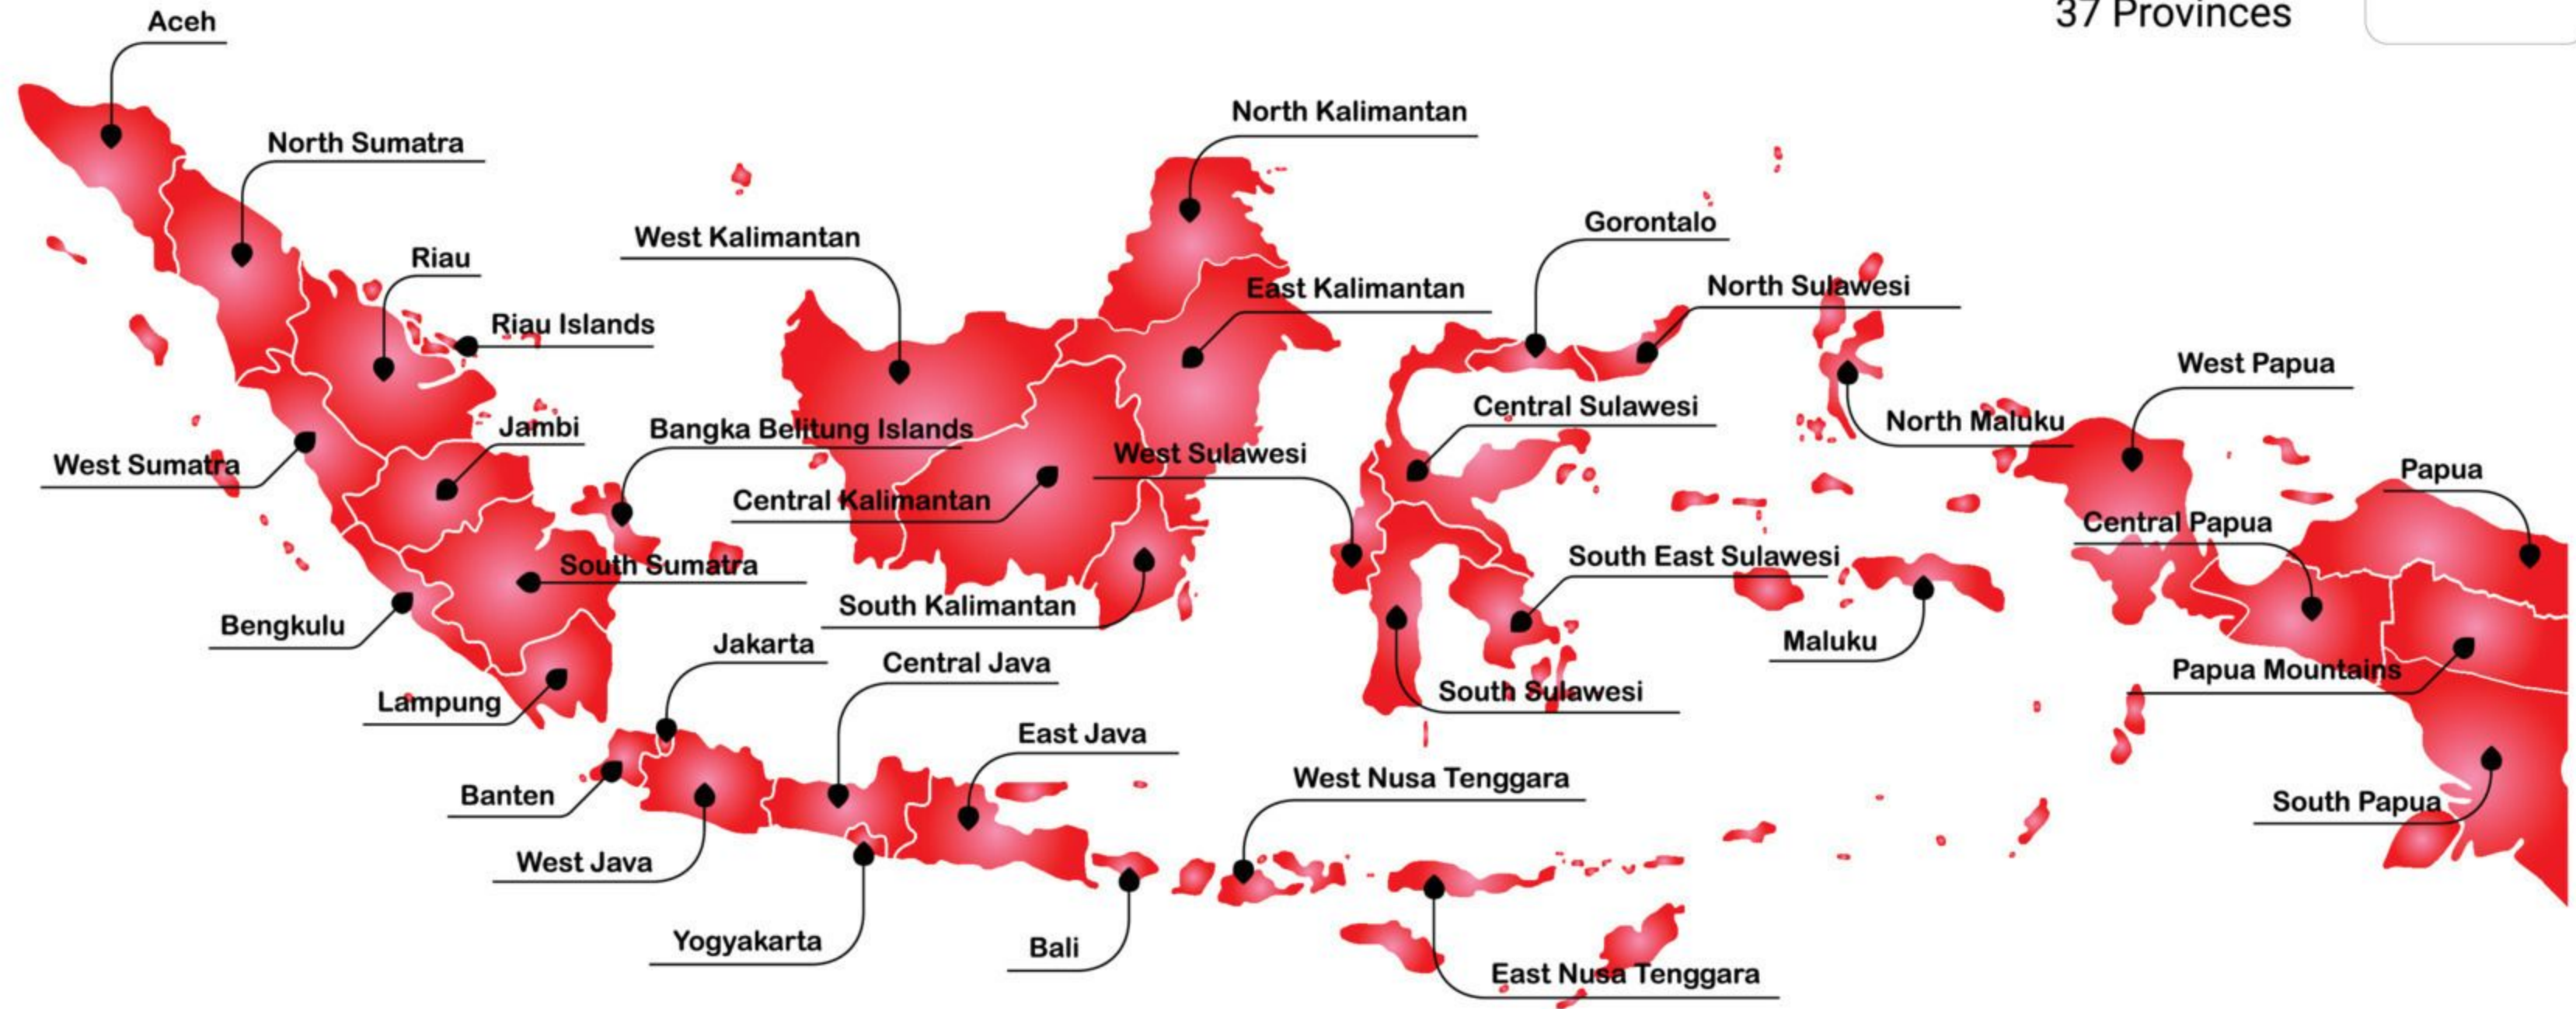 37 Provinces
Aceh
North Sumatra
Riau
Riau Islands
West Sumatra
Jambi
Bangka Belitung Islands
South Sumatra
Bengkulu
Lampung
West Kalimantan
North Kalimantan
East Kalimantan
Central Kalimantan
South Kalimantan
Gorontalo
North Sulawesi
Central Sulawesi
West Sulawesi
South East Sulawesi
South Sulawesi
North Maluku
Maluku
West Papua
Papua
Central Papua
Papua Mountains
South Papua
Jakarta
Central Java
East Java
Banten
West Java
Yogyakarta
Bali
West Nusa Tenggara
East Nusa Tenggara